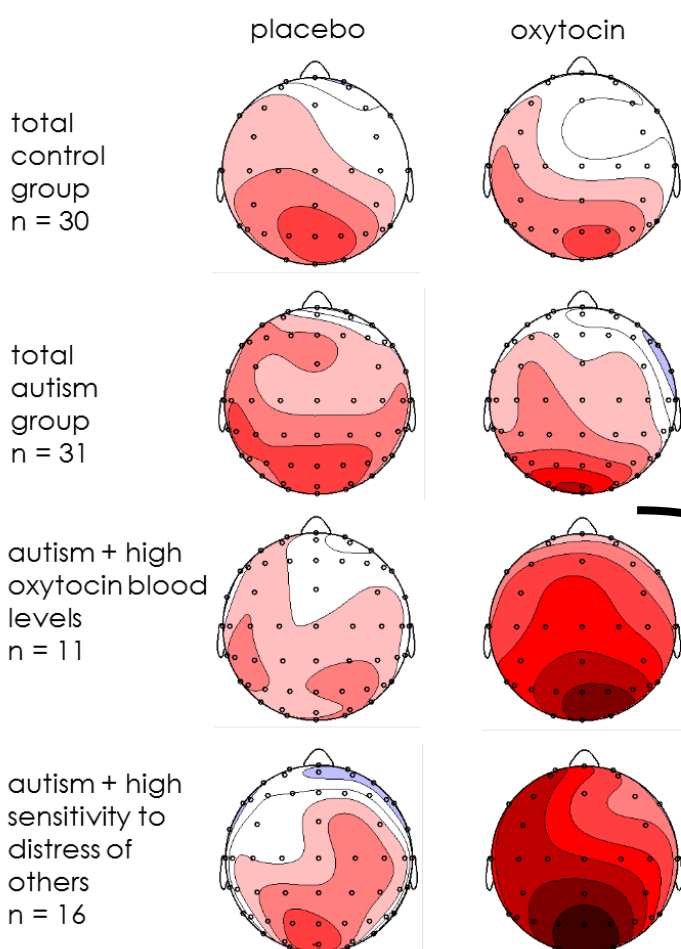 placebo oxytocin
total
control
group
n = 30
total
autism
group
n = 31
autism + high
oxytocin blood
levels
n = 11
autism + high
sensitivity to
distress of
others
n = 16